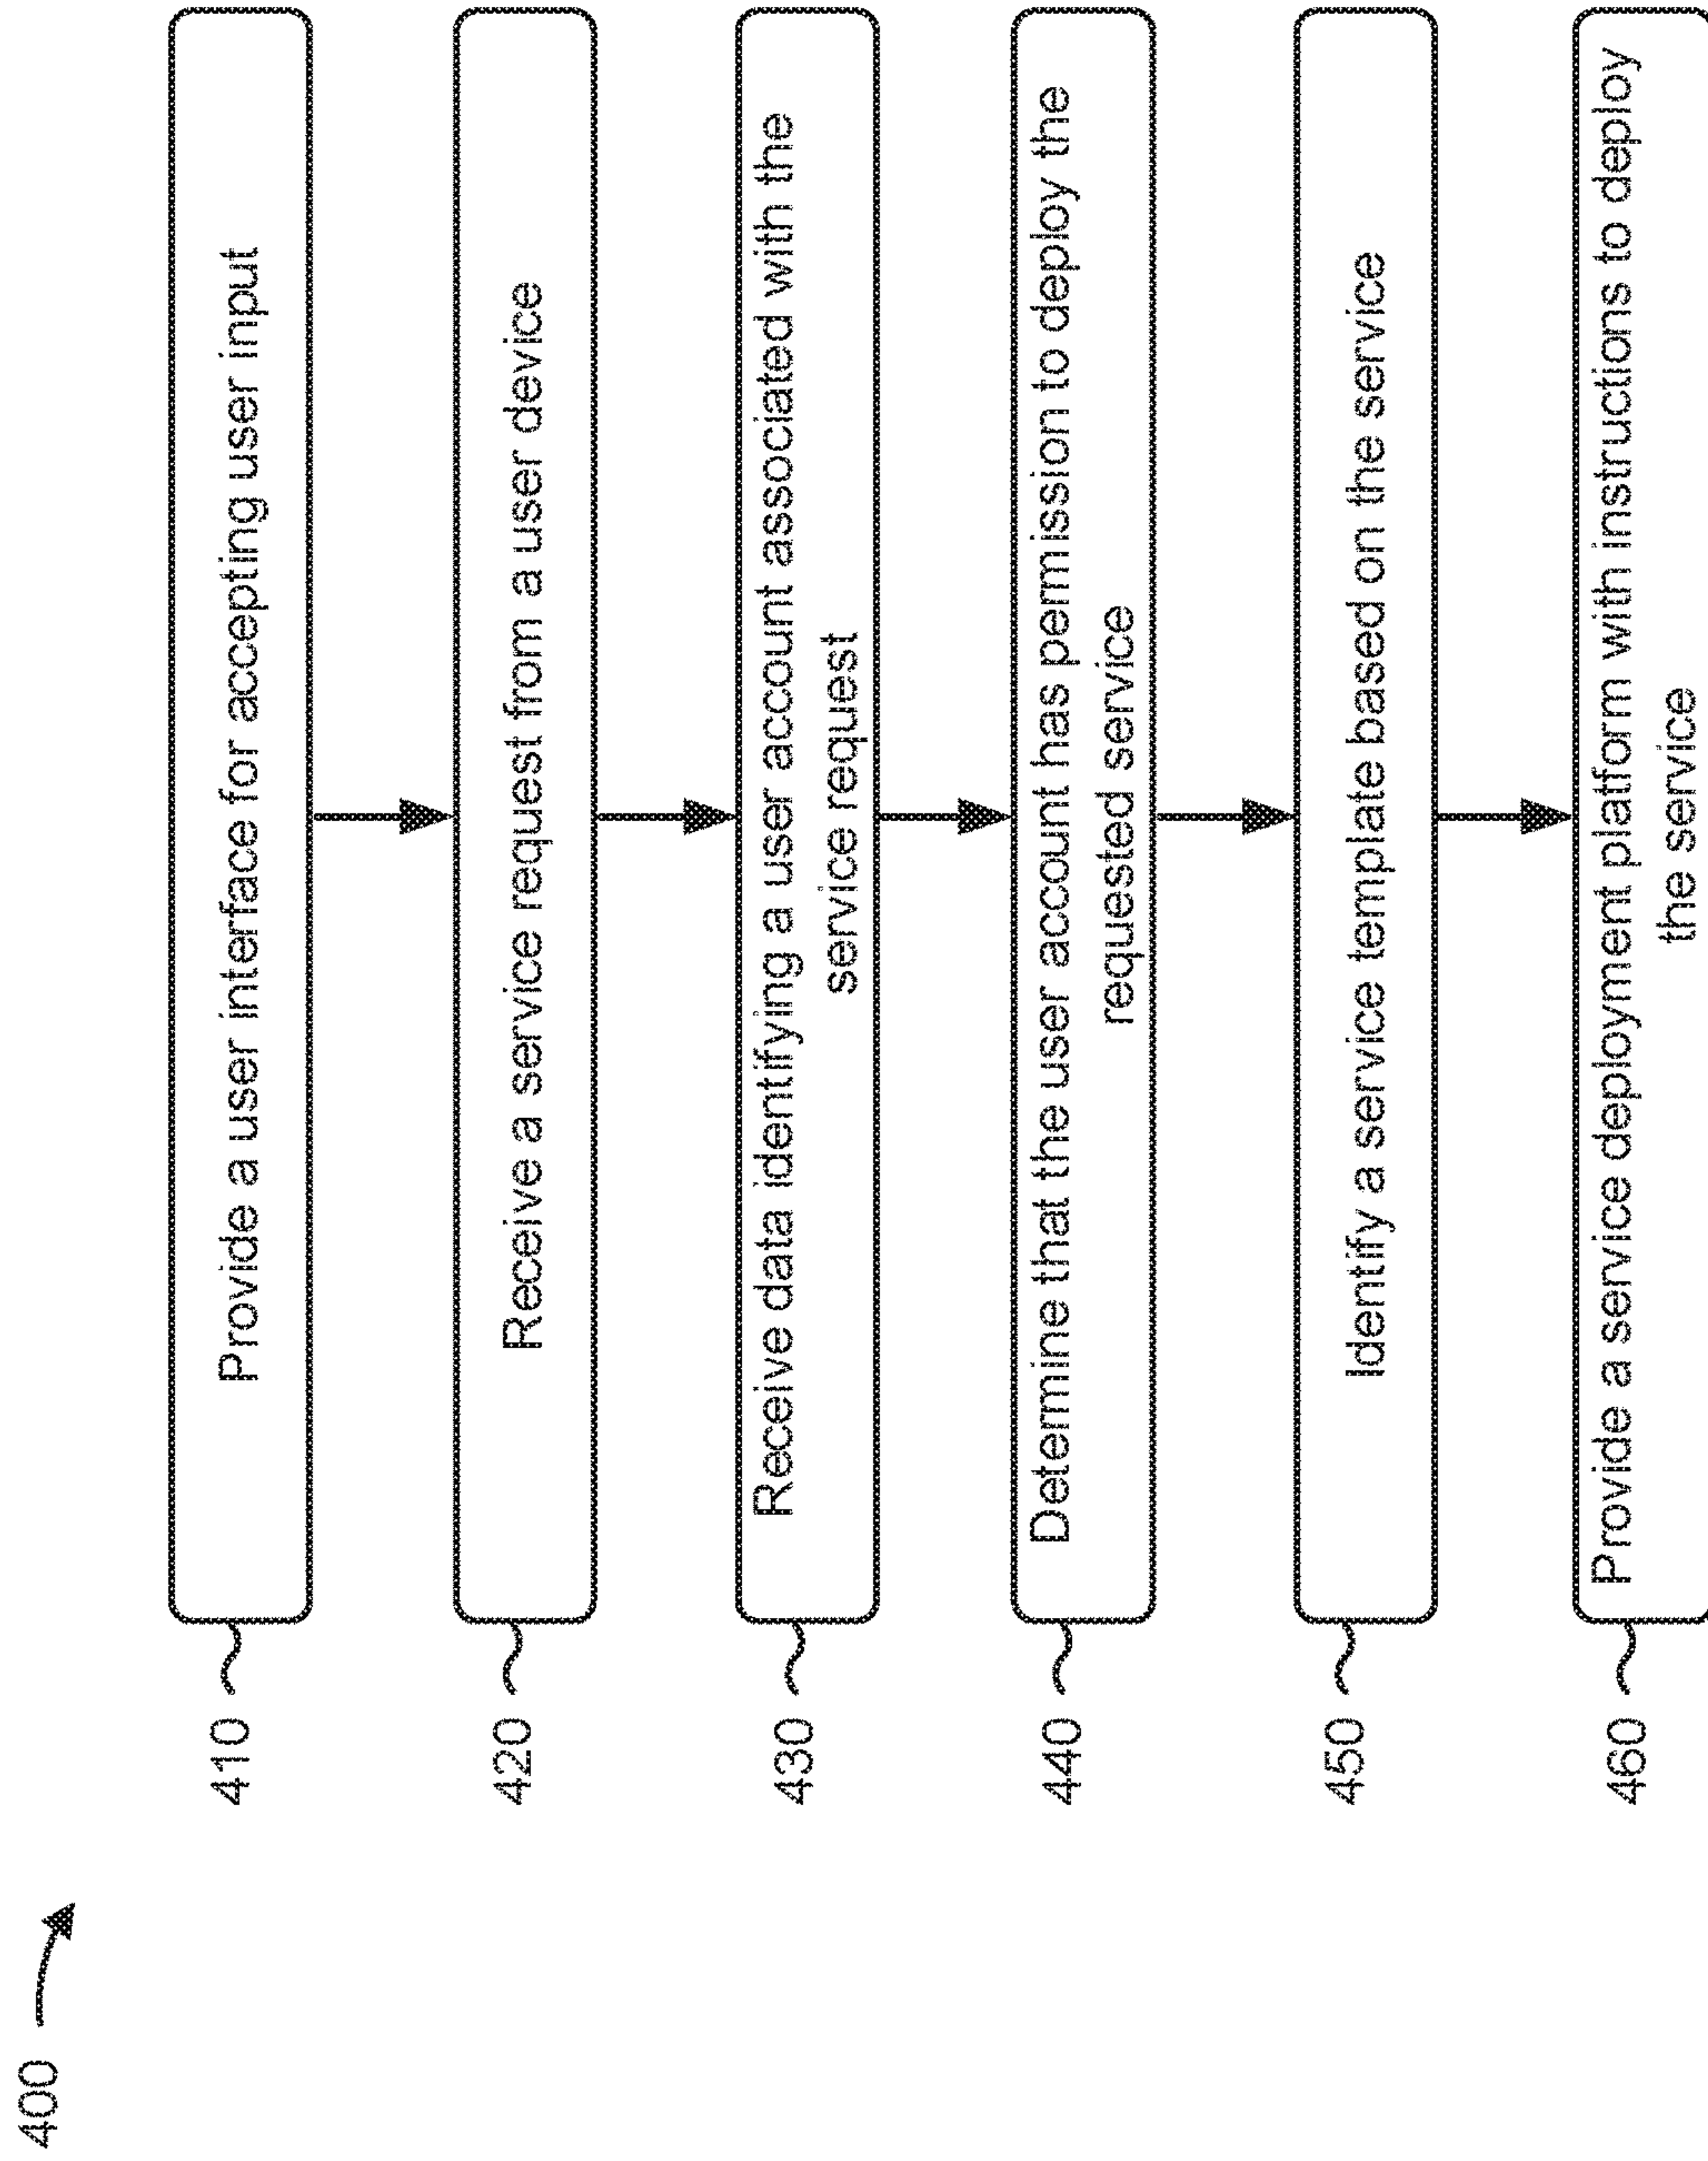 400
410
Provide a user interface for accepting user input
420
Receive a service request from a user device
430
Receive data identifying a user account associated with the
service request
440
Determine that the user account has permission to deploy the
requested service
450
Identify a service template based on the service
460
Provide a service deployment platform with instructions to deploy
the service